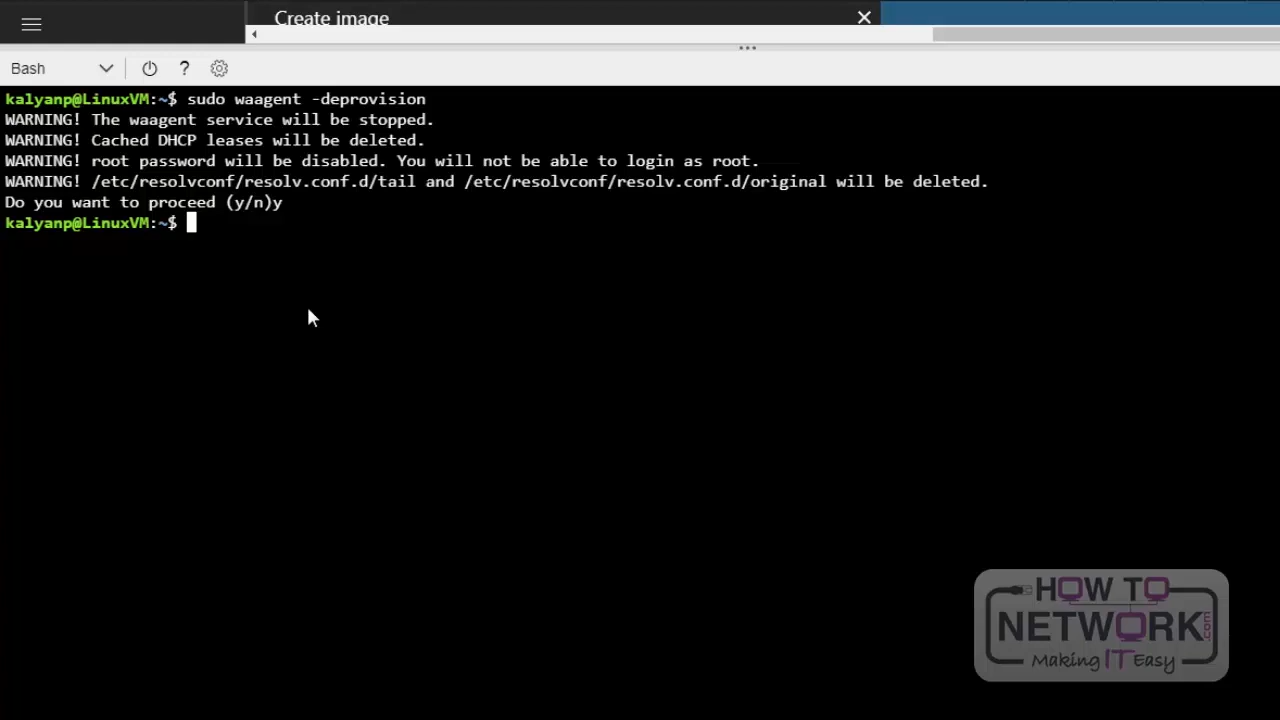 Create image
Bash
?
kalyanp@LinuxVM:~$ sudo waagent -deprovision
WARNING! The waagent service will be stopped.
WARNING! Cached DHCP leases will be deleted.
WARNING! root password will be disabled. You will not be able to login as root.
WARNING! /etc/resolvconf/resolv.conf.d/tail and /etc/resolvconf/resolv.conf.d/original will be deleted.
Do you want to proceed (y/n)y
kalyanp@LinuxVM:~$
HOW TO
NETWORK.com
Making IT Easy